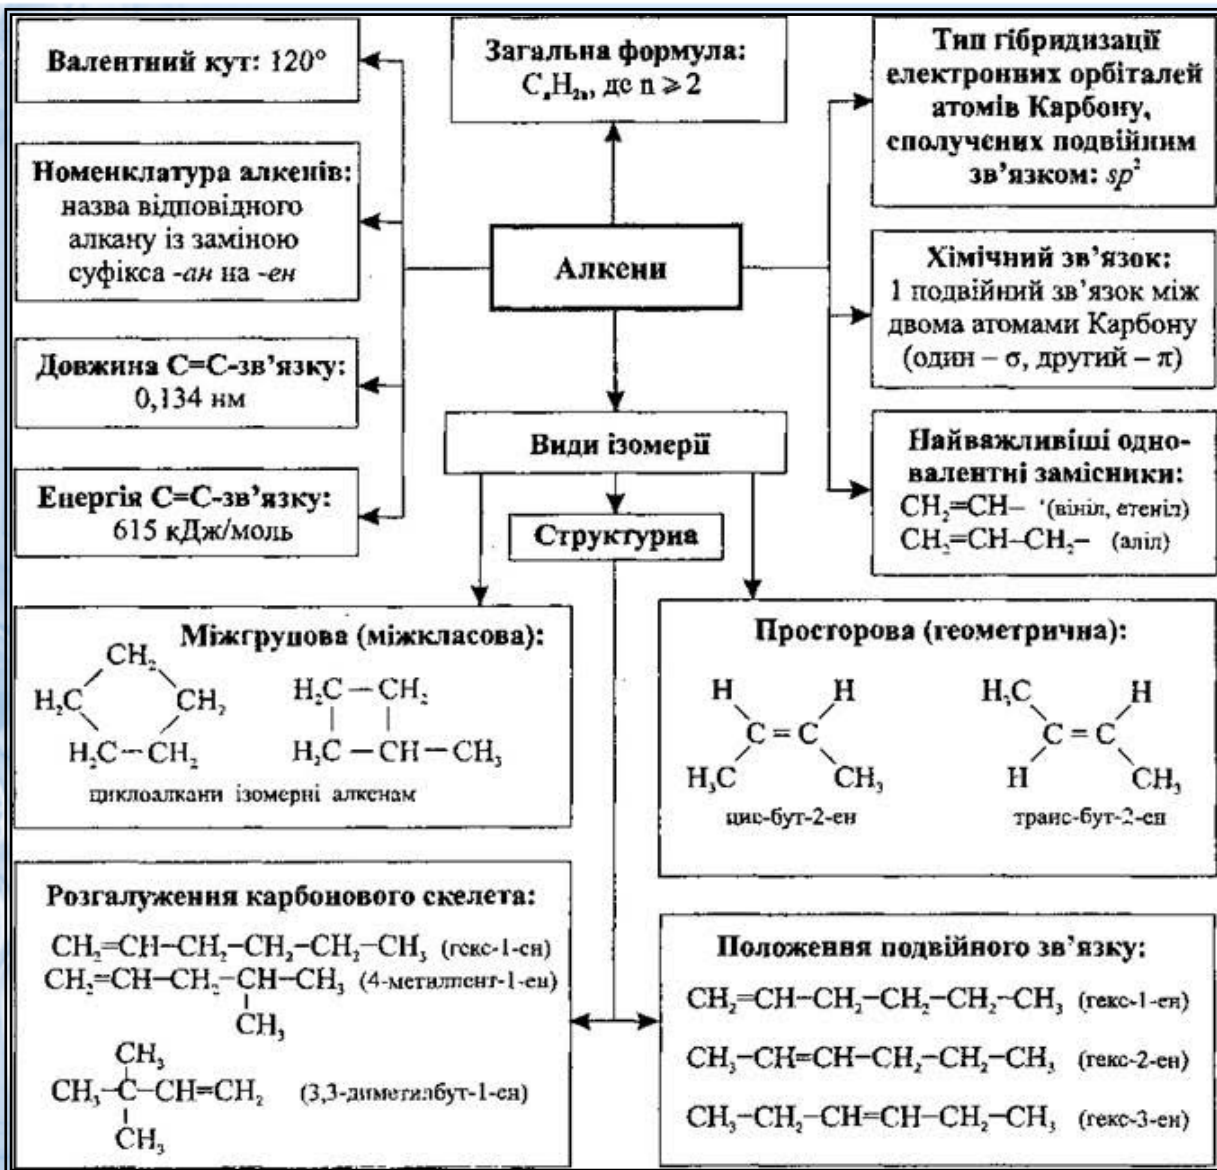 Валентний кут: 120°
Загальна формула:
CₙH₂ₙ, де n ⩾ 2
Тип гібридизації
електронних орбіталей
атомів Карбону,
сполучених подвійним
зв’язком: sp²
Номенклатура алкенів:
назва відповідного
алкану із заміною
суфікса -ан на -ен
Алкени
Хімічний зв’язок:
1 подвійний зв’язок між
двома атомами Карбону
(один – σ, другий – π)
Довжина C=C-зв’язку:
0,134 нм
Види ізомерії
Найважливіші одно-
валентні замісники:
CH₂=CH– (вініл, етеніл)
CH₂=CH–CH₂– (аліл)
Енергія C=C-зв’язку:
615 кДж/моль
Структурна
Міжгрупова (міжкласова):
CH₂
H₂C CH₂
H₂C–CH₂
H₂C–CH₂
H₂C–CH–CH₃
циклоалкани ізомерні алкенам
Просторова (геометрична):
H H
C=C
H₃C CH₃
цис-бут-2-ен
H₃C H
C=C
H CH₃
транс-бут-2-ен
Розгалуження карбонового скелета:
CH₂=CH–CH₂–CH₂–CH₂–CH₃ (гекс-1-ен)
CH₂=CH–CH₂–CH–CH₃ (4-метилпент-1-ен)
CH₃
CH₃
CH₃–C–CH=CH₂ (3,3-диметилбут-1-ен)
CH₃
Положення подвійного зв’язку:
CH₂=CH–CH₂–CH₂–CH₂–CH₃ (гекс-1-ен)
CH₃–CH=CH–CH₂–CH₂–CH₃ (гекс-2-ен)
CH₃–CH₂–CH=CH–CH₂–CH₃ (гекс-3-ен)